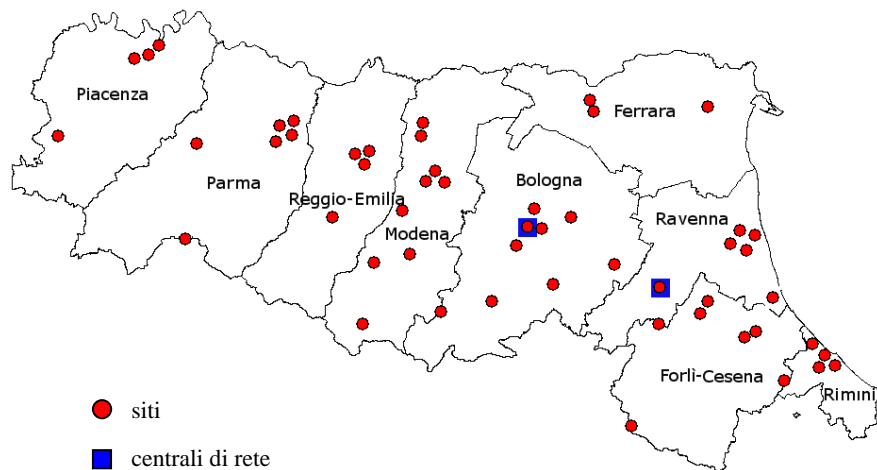 Piacenza
Ferrara
Parma
Reggio-Emilia
Bologna
Ravenna
Modena
Forlì-Cesena
Rimini
siti
centrali di rete